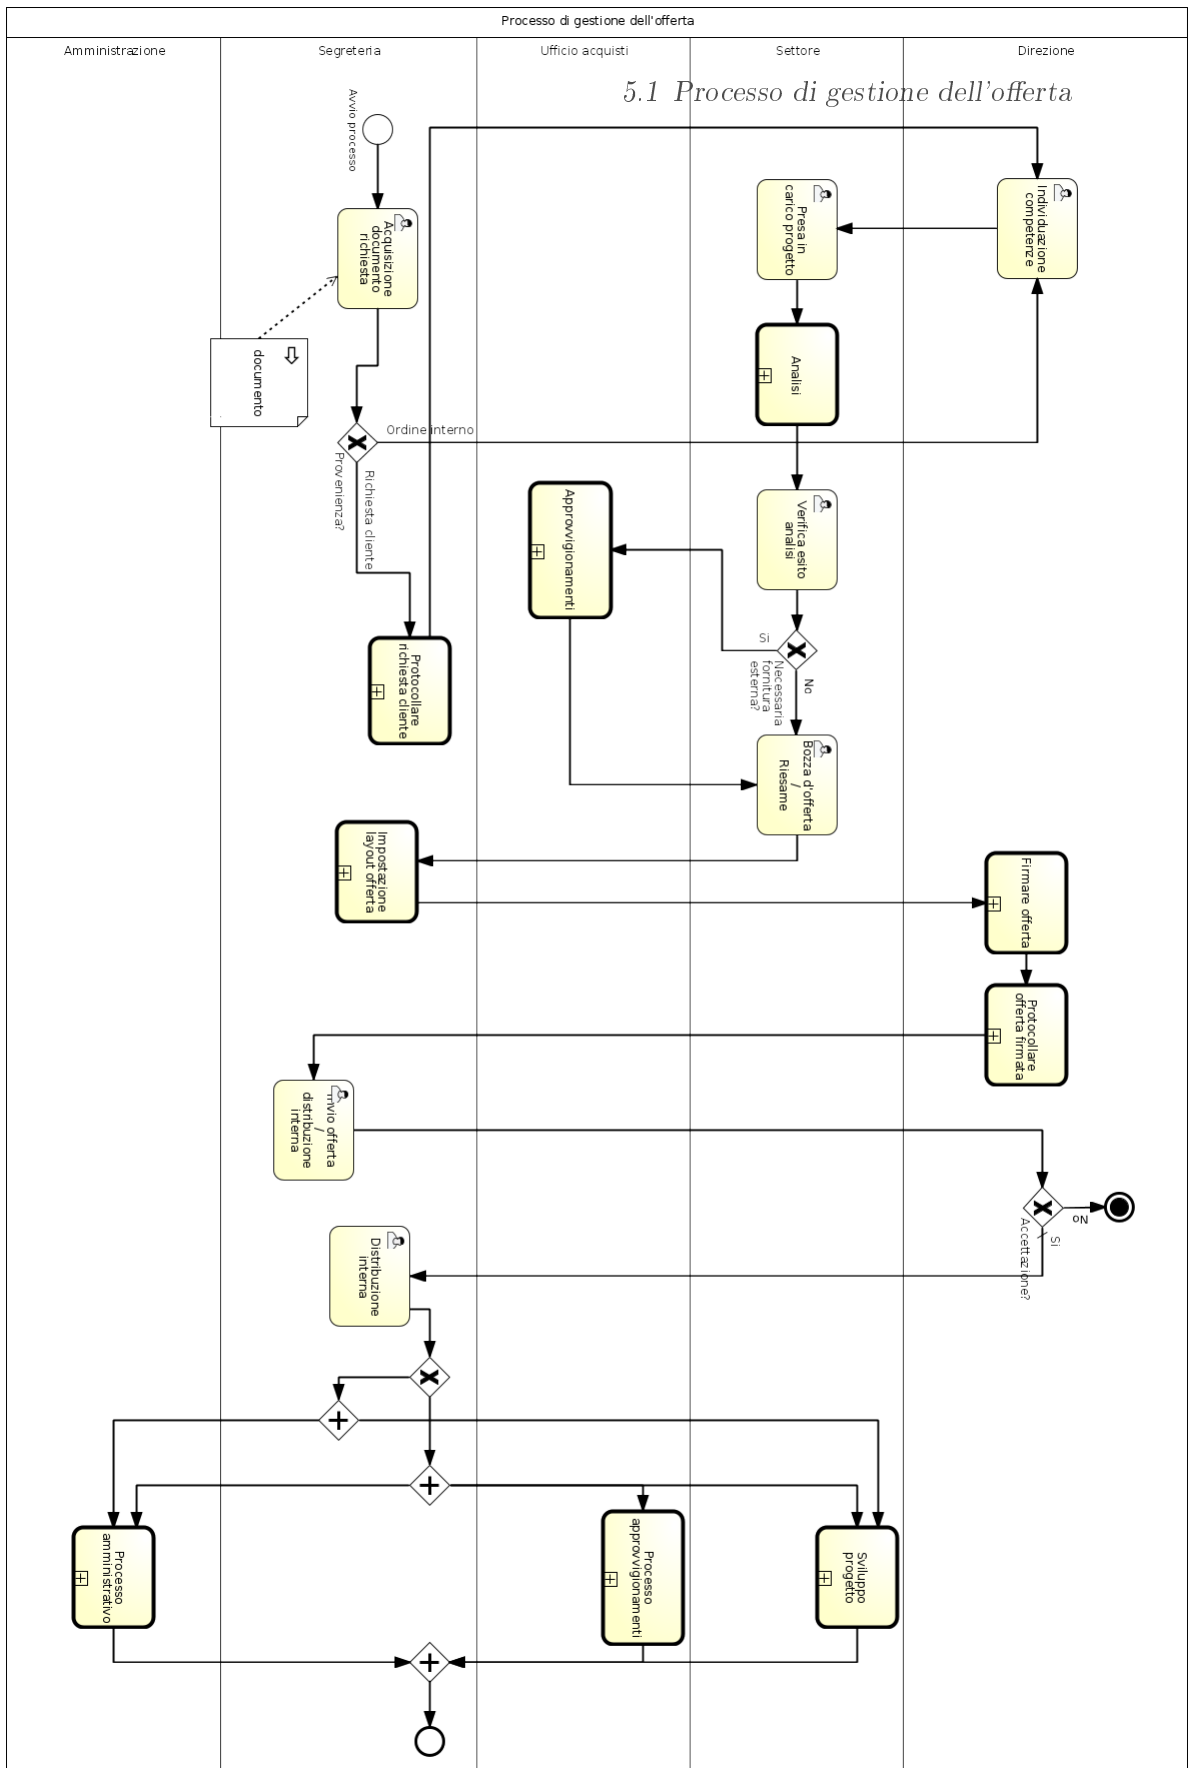 Processo di gestione dell'offerta
Amministrazione
Segreteria
Ufficio acquisti
Settore
Direzione
5.1 Processo di gestione dell'offerta
Avvio processo
Acquisizione
documento
richiesta
documento
Ordine interno
Provenienza?
Richiesta cliente
Protocollare
richiesta cliente
Individuazione
competenze
Presa in
carico progetto
Analisi
Verifica esito
analisi
Si
No
Necessaria
fornitura
esterna?
Approvvigionamenti
Bozza d'offerta
/
Riesame
Impostazione
layout offerta
Firmare offerta
Protocollare
offerta firmata
Invio offerta
/
distribuzione
interna
No
Si
Accettazione?
Distribuzione
interna
Processo
amministrativo
Processo
approvvigionamenti
Sviluppo
progetto